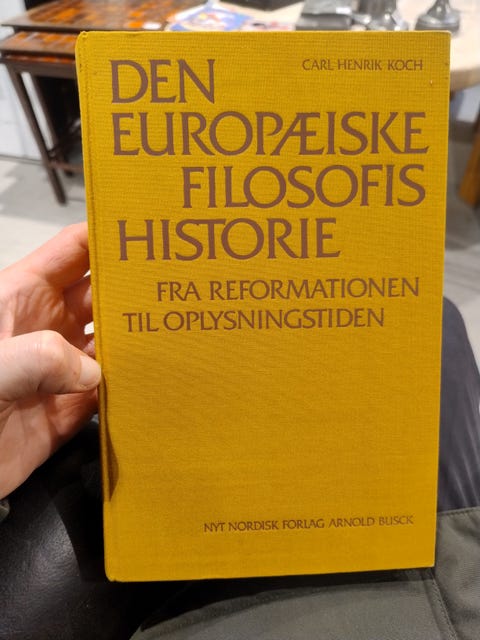 CARL HENRIK KOCH
DEN
EUROPÆISKE
FILOSOFIS
HISTORIE
FRA REFORMATIONEN
TIL OPLYSNINGSTIDEN
NYT NORDISK FORLAG ARNOLD BUSCK